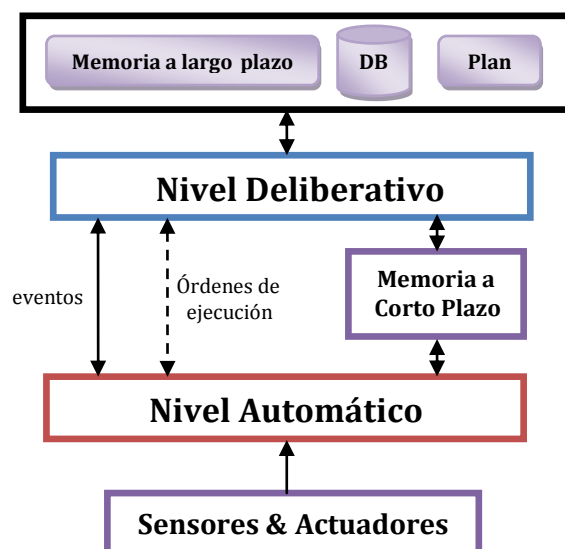 Memoria a largo plazo
DB
Plan
Nivel Deliberativo
eventos
Órdenes de
ejecución
Memoria a
Corto Plazo
Nivel Automático
Sensores & Actuadores